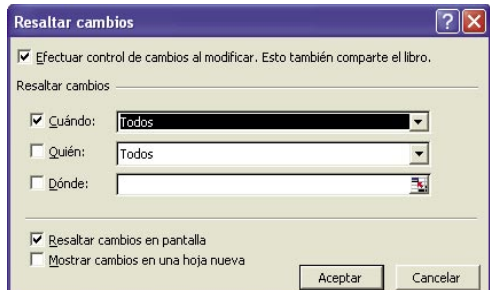 Resaltar cambios
Efectuar control de cambios al modificar. Esto también comparte el libro.
Resaltar cambios
Cuándo: Todos
Quién: Todos
Dónde:
Resaltar cambios en pantalla
Mostrar cambios en una hoja nueva
Aceptar Cancelar